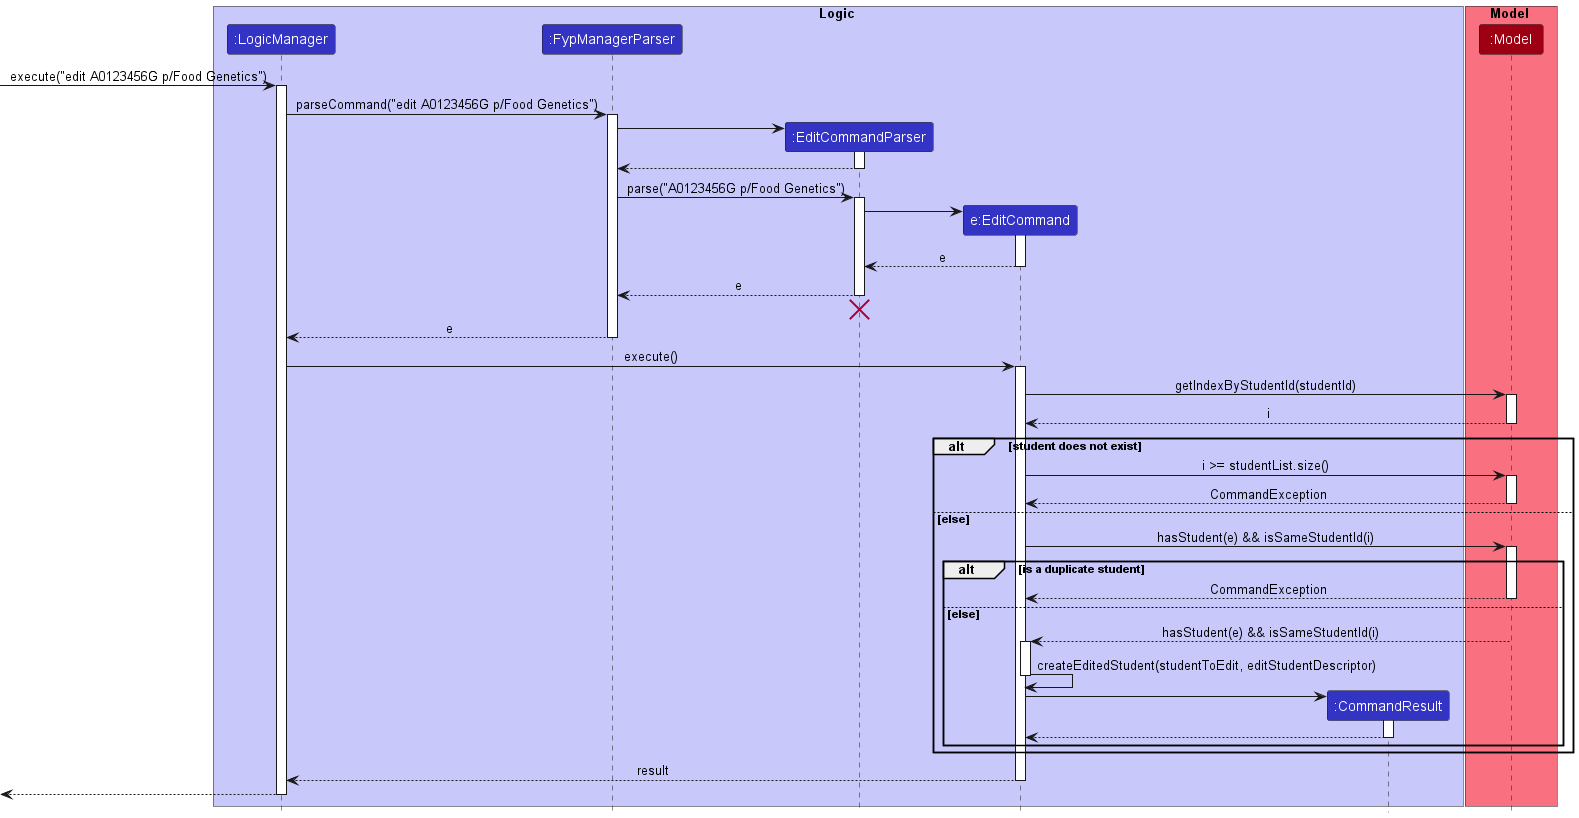 Logic
Model
:LogicManager
:FypManagerParser
:Model
execute("edit A0123456G p/Food Genetics")
parseCommand("edit A0123456G p/Food Genetics")
:EditCommandParser
parse("A0123456G p/Food Genetics")
e:EditCommand
e
e
e
execute()
getIndexByStudentId(studentId)
i
alt [student does not exist]
i >= studentList.size()
CommandException
[else]
hasStudent(e) && isSameStudentId(i)
alt [is a duplicate student]
CommandException
[else]
hasStudent(e) && isSameStudentId(i)
createEditedStudent(studentToEdit, editStudentDescriptor)
:CommandResult
result